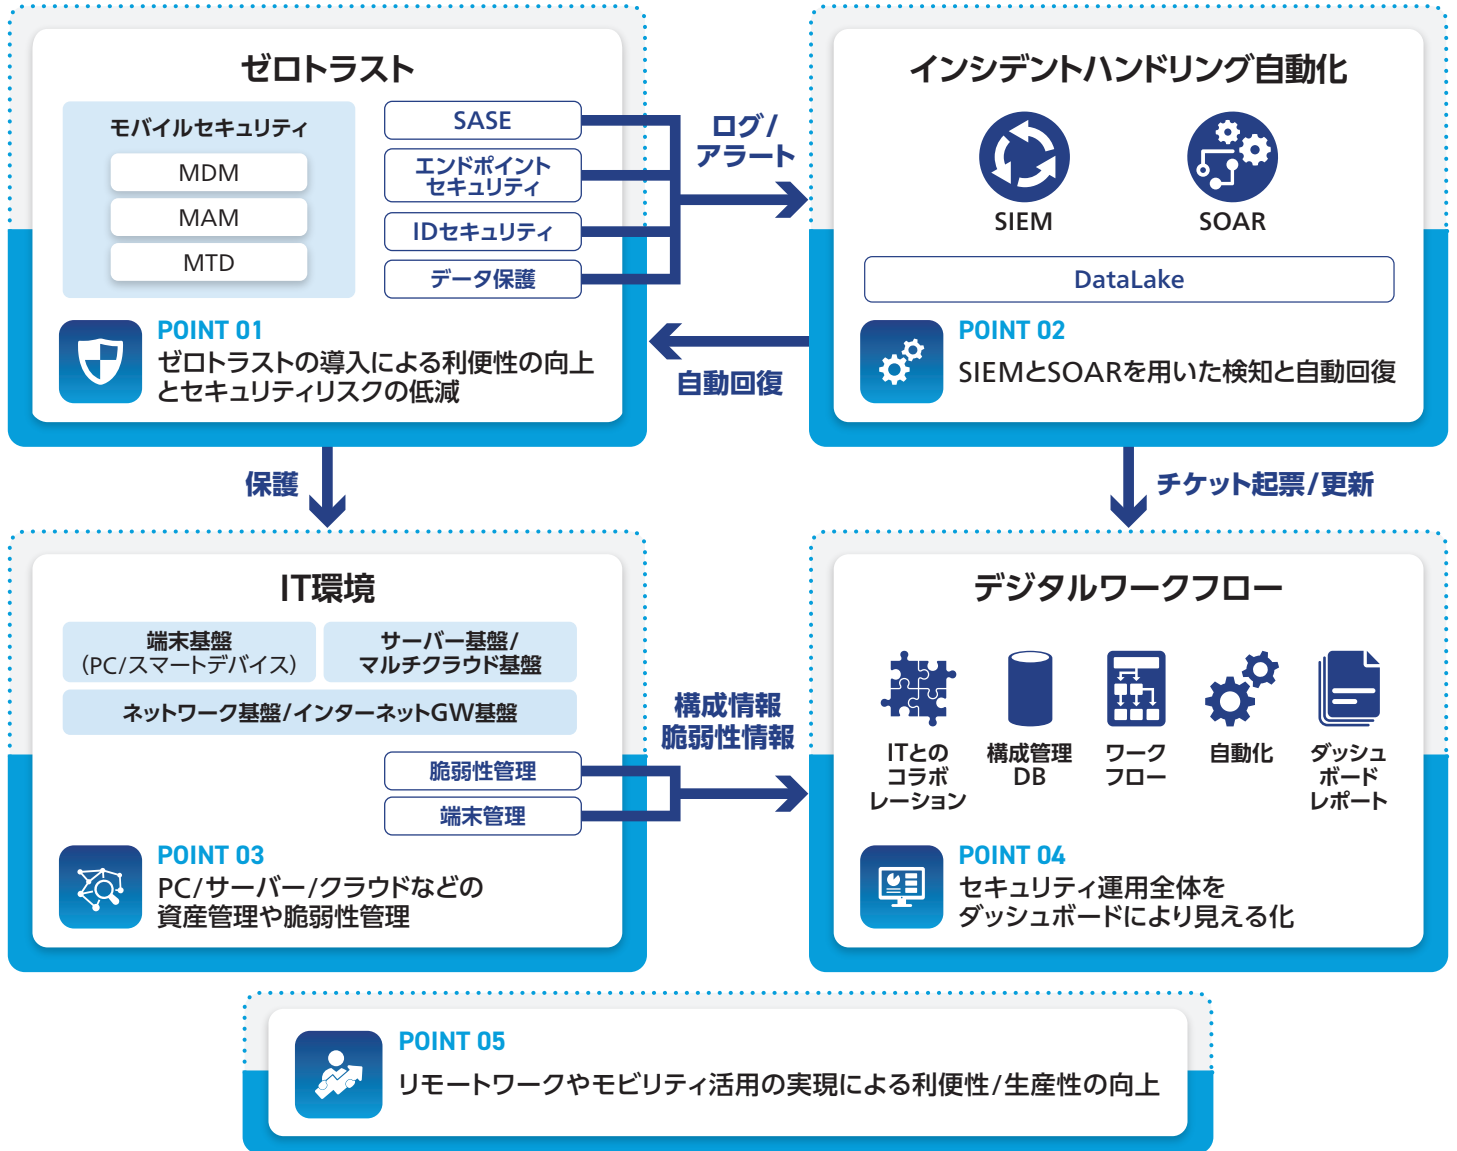 ゼロトラスト
モバイルセキュリティ
MDM
MAM
MTD
SASE
エンドポイント
セキュリティ
IDセキュリティ
データ保護
POINT 01
ゼロトラストの導入による利便性の向上
とセキュリティリスクの低減
ログ/
アラート
自動回復
インシデントハンドリング自動化
SIEM
SOAR
DataLake
POINT 02
SIEMとSOARを用いた検知と自動回復
保護
チケット起票/更新
IT環境
端末基盤
（PC/スマートデバイス）
サーバー基盤/
マルチクラウド基盤
ネットワーク基盤/インターネットGW基盤
脆弱性管理
端末管理
POINT 03
PC/サーバー/クラウドなどの
資産管理や脆弱性管理
構成情報
脆弱性情報
デジタルワークフロー
ITとの
コラボ
レーション
構成管理
DB
ワーク
フロー
自動化
ダッシュ
ボード
レポート
POINT 04
セキュリティ運用全体を
ダッシュボードにより見える化
POINT 05
リモートワークやモビリティ活用の実現による利便性/生産性の向上